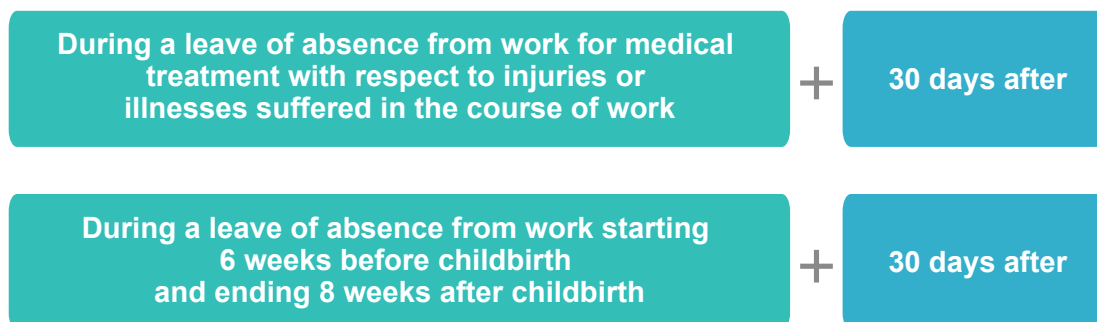 During a leave of absence from work for medical
treatment with respect to injuries or
illnesses suffered in the course of work
+
30 days after
During a leave of absence from work starting
6 weeks before childbirth
and ending 8 weeks after childbirth
+
30 days after